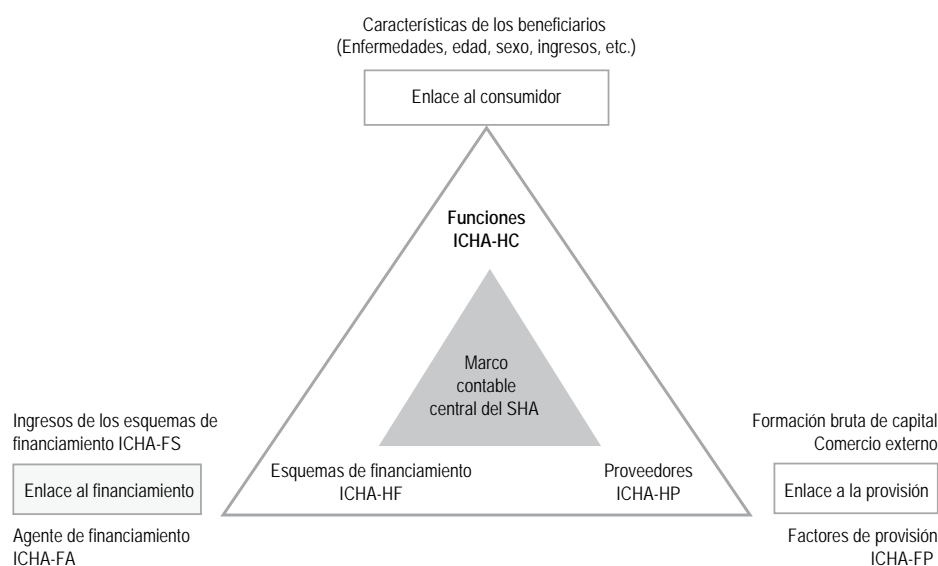 Características de los beneficiarios
(Enfermedades, edad, sexo, ingresos, etc.)
Enlace al consumidor
Funciones
ICHA-HC
Marco
contable
central del SHA
Ingresos de los esquemas de
financiamiento ICHA-FS
Enlace al financiamiento
Agente de financiamiento
ICHA-FA
Esquemas de financiamiento
ICHA-HF
Proveedores
ICHA-HP
Formación bruta de capital
Comercio externo
Enlace a la provisión
Factores de provisión
ICHA-FP